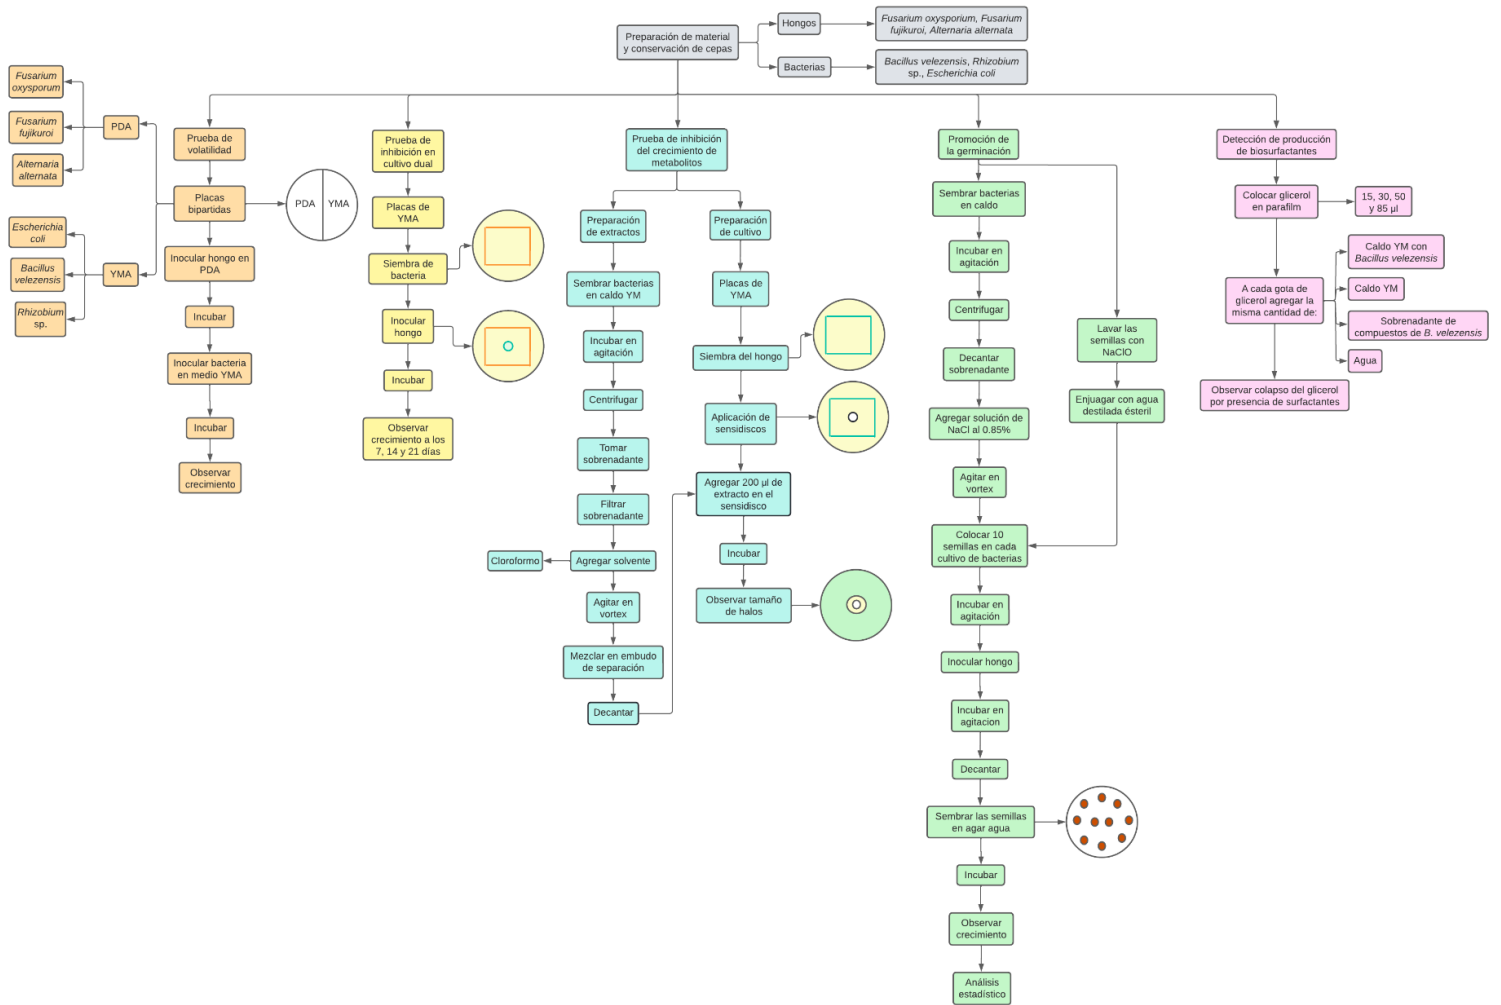 Preparación de material
y conservación de cepas
Hongos
Fusarium oxysporium, Fusarium
fujikuroi, Alternaria alternata
Bacterias
Bacillus velezensis, Rhizobium
sp., Escherichia coli
Prueba de
volatilidad
Placas
bipartidas
PDA
Fusarium
oxysporum
Fusarium
fujikuroi
Alternaria
alternata
YMA
Escherichia
coli
Bacillus
velezensis
Rhizobium
sp.
PDA
YMA
Inocular hongo en
PDA
Incubar
Inocular bacteria
en medio YMA
Incubar
Observar
crecimiento
Prueba de
inhibición en
cultivo dual
Placas de
YMA
Siembra de
bacteria
Inocular
hongo
Incubar
Observar
crecimiento a los
7, 14 y 21 días
Prueba de inhibición
del crecimiento de
metabolitos
Preparación
de extractos
Sembrar bacterias
en caldo YM
Incubar en
agitación
Centrifugar
Tomar
sobrenadante
Filtrar
sobrenadante
Agregar solvente
Cloroformo
Agitar en
vortex
Mezclar en embudo
de separación
Decantar
Preparación
de cultivo
Placas de
YMA
Siembra del hongo
Aplicación de
sensidiscos
Agregar 200 µl de
extracto en el
sensidisco
Incubar
Observar tamaño
de halos
Promoción de
la germinación
Sembrar bacterias
en caldo
Incubar en
agitación
Centrifugar
Decantar
sobrenadante
Agregar solución de
NaCl al 0.85%
Agitar en
vortex
Lavar las
semillas con
NaClO
Enjuagar con agua
destilada ésteril
Colocar 10
semillas en cada
cultivo de bacterias
Incubar en
agitación
Inocular hongo
Incubar en
agitacion
Decantar
Sembrar las semillas
en agar agua
Incubar
Observar
crecimiento
Análisis
estadístico
Detección de producción
de biosurfactantes
Colocar glicerol
en parafilm
15, 30, 50
y 85 µl
A cada gota de
glicerol agregar la
misma cantidad de:
Caldo YM con
Bacillus velezensis
Caldo YM
Sobrenadante de
compuestos de B. velezensis
Agua
Observar colapso del glicerol
por presencia de surfactantes